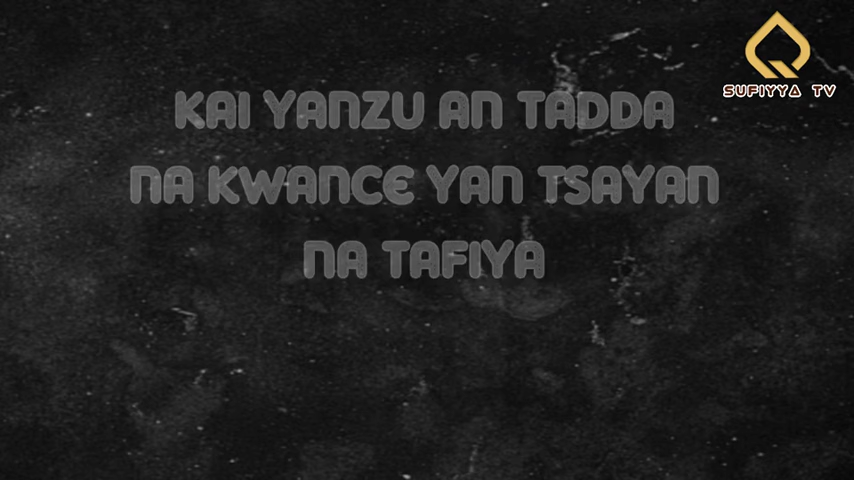 SUFIYYA TV
KAI YANZU AN TADDA
NA KWANCE YAN TSAYAN
NA TAFIYA